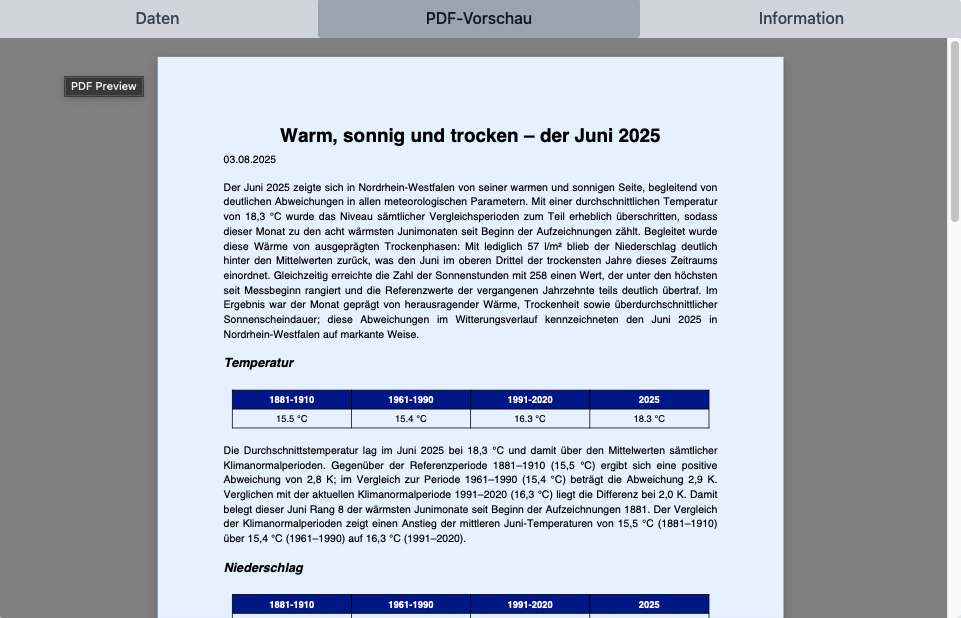 Daten
PDF-Vorschau
Information
PDF Preview
Warm, sonnig und trocken – der Juni 2025
03.08.2025
Der Juni 2025 zeigte sich in Nordrhein-Westfalen von seiner warmen und sonnigen Seite, begleitend von
deutlichen Abweichungen in allen meteorologischen Parametern. Mit einer durchschnittlichen Temperatur
von 18,3 °C wurde das Niveau sämtlicher Vergleichsperioden zum Teil erheblich überschritten, sodass
dieser Monat zu den acht wärmsten Junimonaten seit Beginn der Aufzeichnungen zählt. Begleitet wurde
diese Wärme von ausgeprägten Trockenphasen: Mit lediglich 57 l/m² blieb der Niederschlag deutlich
hinter den Mittelwerten zurück, was den Juni im oberen Drittel der trockensten Jahre dieses Zeitraums
einordnet. Gleichzeitig erreichte die Zahl der Sonnenstunden mit 258 einen Wert, der unter den höchsten
seit Messbeginn rangiert und die Referenzwerte der vergangenen Jahrzehnte teils deutlich übertraf. Im
Ergebnis war der Monat geprägt von herausragender Wärme, Trockenheit sowie überdurchschnittlicher
Sonnenscheindauer; diese Abweichungen im Witterungsverlauf kennzeichneten den Juni 2025 in
Nordrhein-Westfalen auf markante Weise.
Temperatur
1881-1910 1961-1990 1991-2020 2025
15.5 °C 15.4 °C 16.3 °C 18.3 °C
Die Durchschnittstemperatur lag im Juni 2025 bei 18,3 °C und damit über den Mittelwerten sämtlicher
Klimanormalperioden. Gegenüber der Referenzperiode 1881–1910 (15,5 °C) ergibt sich eine positive
Abweichung von 2,8 K; im Vergleich zur Periode 1961–1990 (15,4 °C) beträgt die Abweichung 2,9 K.
Verglichen mit der aktuellen Klimanormalperiode 1991–2020 (16,3 °C) liegt die Differenz bei 2,0 K. Damit
belegt dieser Juni Rang 8 der wärmsten Junimonate seit Beginn der Aufzeichnungen 1881. Der Vergleich
der Klimanormalperioden zeigt einen Anstieg der mittleren Juni-Temperaturen von 15,5 °C (1881–1910)
über 15,4 °C (1961–1990) auf 16,3 °C (1991–2020).
Niederschlag
1881-1910 1961-1990 1991-2020 2025